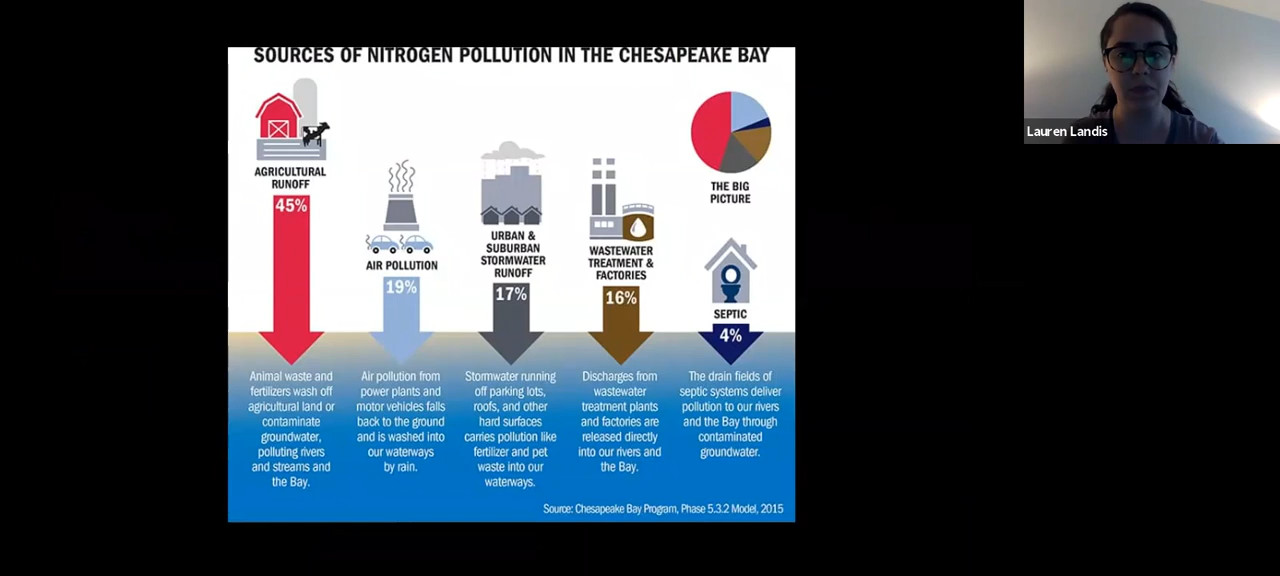 SOURCES OF NITROGEN POLLUTION IN THE CHESAPEAKE BAY
Lauren Landis
AGRICULTURAL
RUNOFF
45%
AIR POLLUTION
19%
URBAN &
SUBURBAN
STORMWATER
RUNOFF
17%
WASTEWATER
TREATMENT &
FACTORIES
16%
THE BIG
PICTURE
SEPTIC
4%
Animal waste and
fertilizers wash off
agricultural land or
contaminate
groundwater,
polluting rivers
and streams and
the Bay.
Air pollution from
power plants and
motor vehicles falls
back to the ground
and is washed into
our waterways
by rain.
Stormwater running
off parking lots,
roofs, and other
hard surfaces
carries pollution like
fertilizer and pet
waste into our
waterways.
Discharges from
wastewater
treatment plants
and factories are
released directly
into our rivers and
the Bay.
The drain fields of
septic systems deliver
pollution to our rivers
and the Bay through
contaminated
groundwater.
Source: Chesapeake Bay Program, Phase 5.3.2 Model, 2015